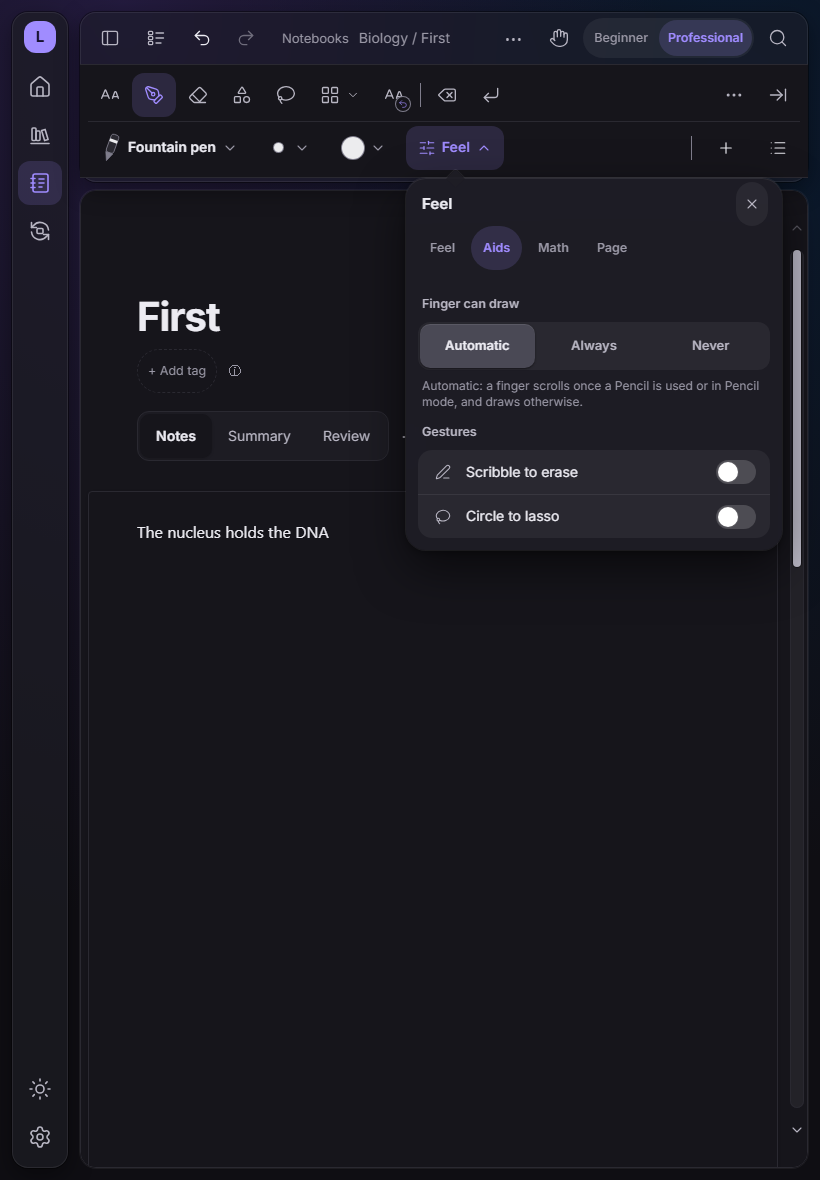 L
Notebooks Biology / First
Beginner Professional
AA
AA
Fountain pen
Feel
Feel
Feel Aids Math Page
Finger can draw
Automatic Always Never
Automatic: a finger scrolls once a Pencil is used or in Pencil
mode, and draws otherwise.
Gestures
Scribble to erase
Circle to lasso
First
+ Add tag
Notes Summary Review
The nucleus holds the DNA